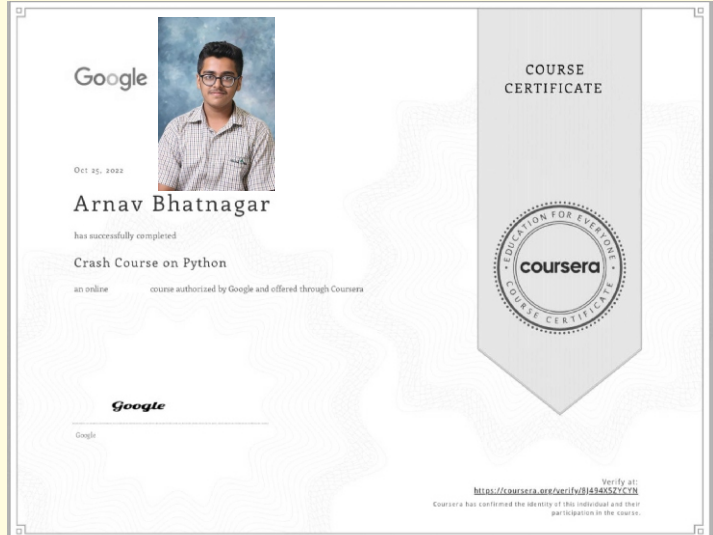 Google
COURSE
CERTIFICATE
Oct 25, 2022
Arnav Bhatnagar
has successfully completed
Crash Course on Python
an online course authorized by Google and offered through Coursera
EDUCATION FOR EVERYONE
coursera
COURSE CERTIFICATE
Google
Google
Verify at:
https://coursera.org/verify/8J494X5ZYCYN
Coursera has confirmed the identity of this individual and their
participation in the course.